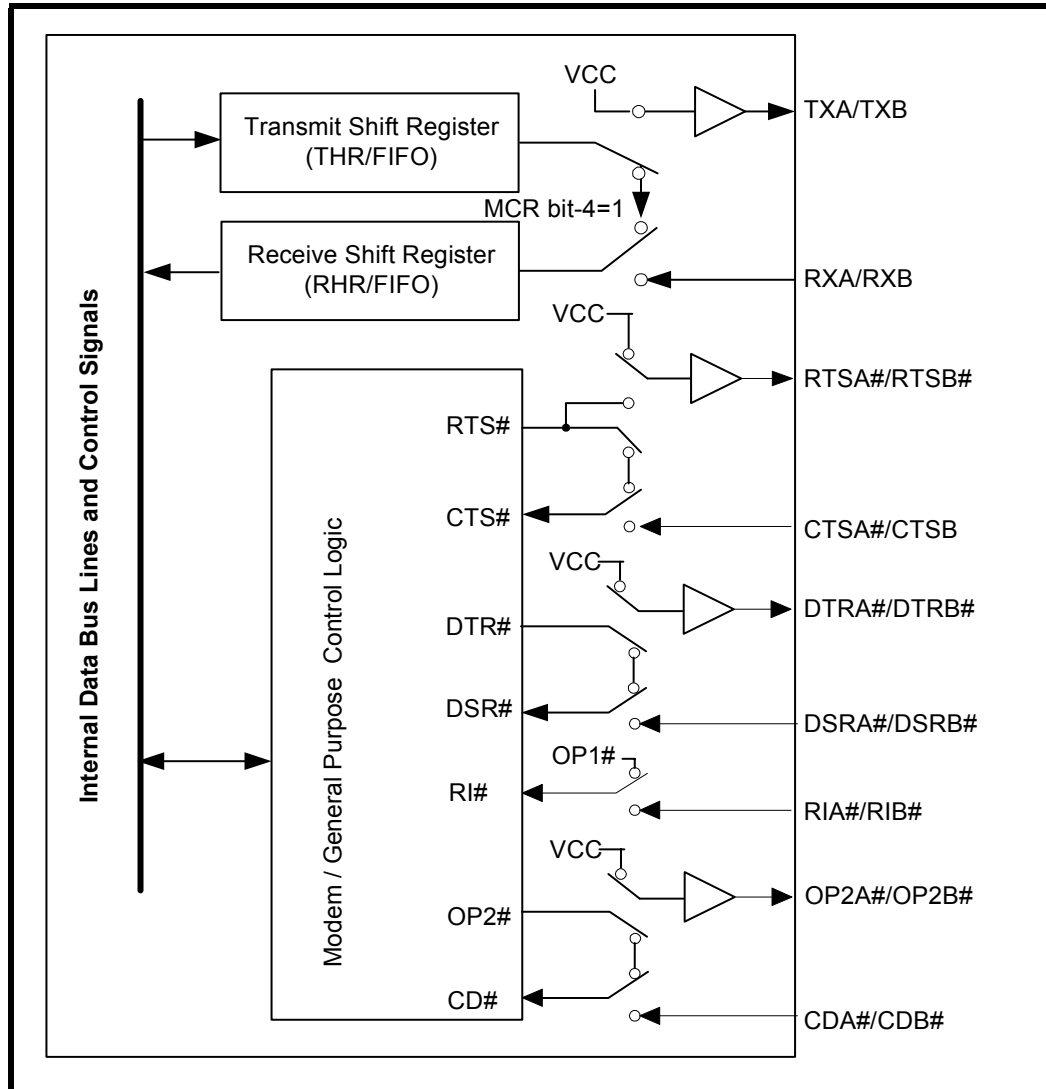 VCC
TXA/TXB
Transmit Shift Register
(THR/FIFO)
MCR bit-4=1
Receive Shift Register
(RHR/FIFO)
RXA/RXB
VCC
RTSA#/RTSB#
RTS#
CTS#
CTSA#/CTSB
VCC
DTRA#/DTRB#
DTR#
DSR#
DSRA#/DSRB#
OP1#
RI#
RIA#/RIB#
VCC
OP2A#/OP2B#
OP2#
CD#
CDA#/CDB#
Internal Data Bus Lines and Control Signals
Modem / General Purpose Control Logic